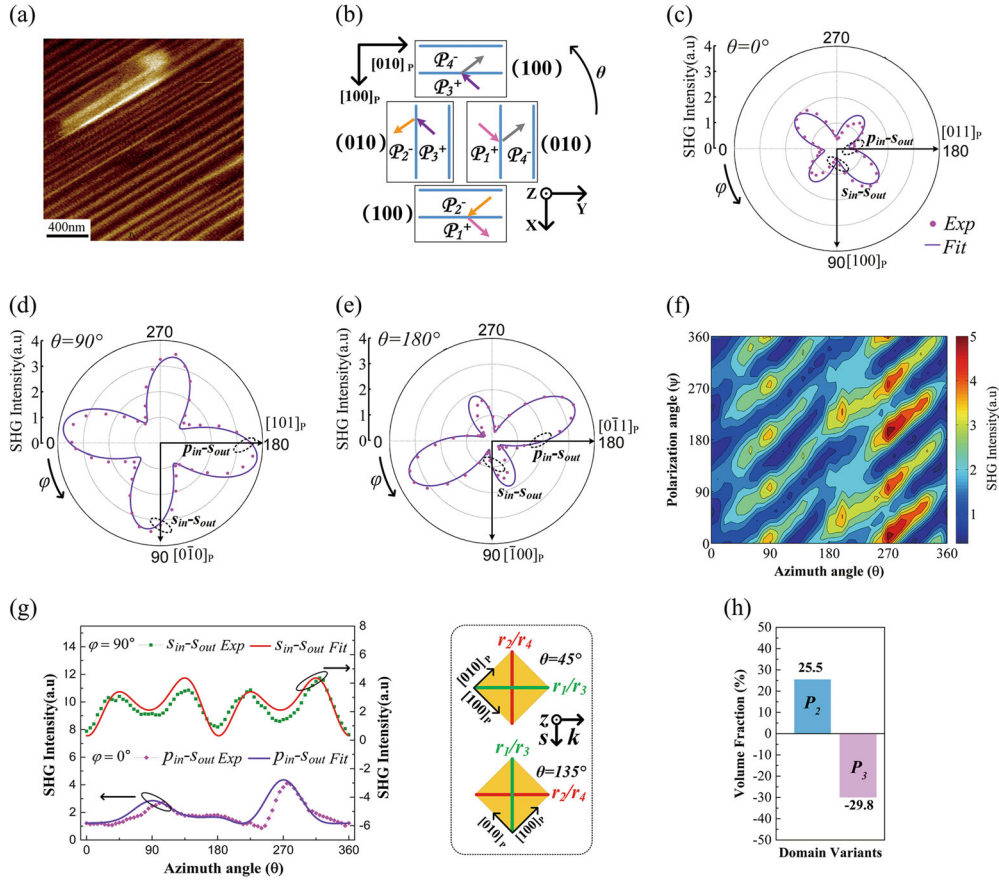 (a)
400nm
(b)
[010]P
[100]P
P4-
P3+
(100)
θ
(010)
P2-
P3+
P1+
P4-
(010)
(100)
P2-
P1+
Z
Y
X
(c)
270
θ=0°
SHG Intensity(a.u)
4
3
2
1
0
0
[011]P
180
pin-sout
sin-sout
φ
90 [100]P
Exp
Fit
(d)
270
θ=90°
SHG Intensity(a.u)
4
3
2
1
0
0
[101]P
180
pin-sout
sin-sout
φ
90 [01̅0]P
(e)
270
θ=180°
SHG Intensity(a.u)
4
3
2
1
0
0
[01̅1]P
180
pin-sout
sin-sout
φ
90 [1̅00]P
(f)
Polarization angle (ψ)
360
270
180
90
0
0 90 180 270 360
Azimuth angle (θ)
5
4
3
2
1
SHG Intensity(a.u)
(g)
SHG Intensity(a.u)
14
12
10
8
6
4
2
0
φ = 90° sin-sout Exp sin-sout Fit
φ = 0° pin-sout Exp pin-sout Fit
8
6
4
2
0
-2
-4
-6
SHG Intensity(a.u)
0 90 180 270 360
Azimuth angle (θ)
r2/r4
θ=45°
[010]P
[100]P
r1/r3
z
s k
r1/r3
θ=135°
r2/r4
[010]P
[100]P
(h)
Volume Fraction (%)
50
40
30
20
10
0
-10
-20
-30
-40
-50
25.5
P2
P3
-29.8
Domain Variants